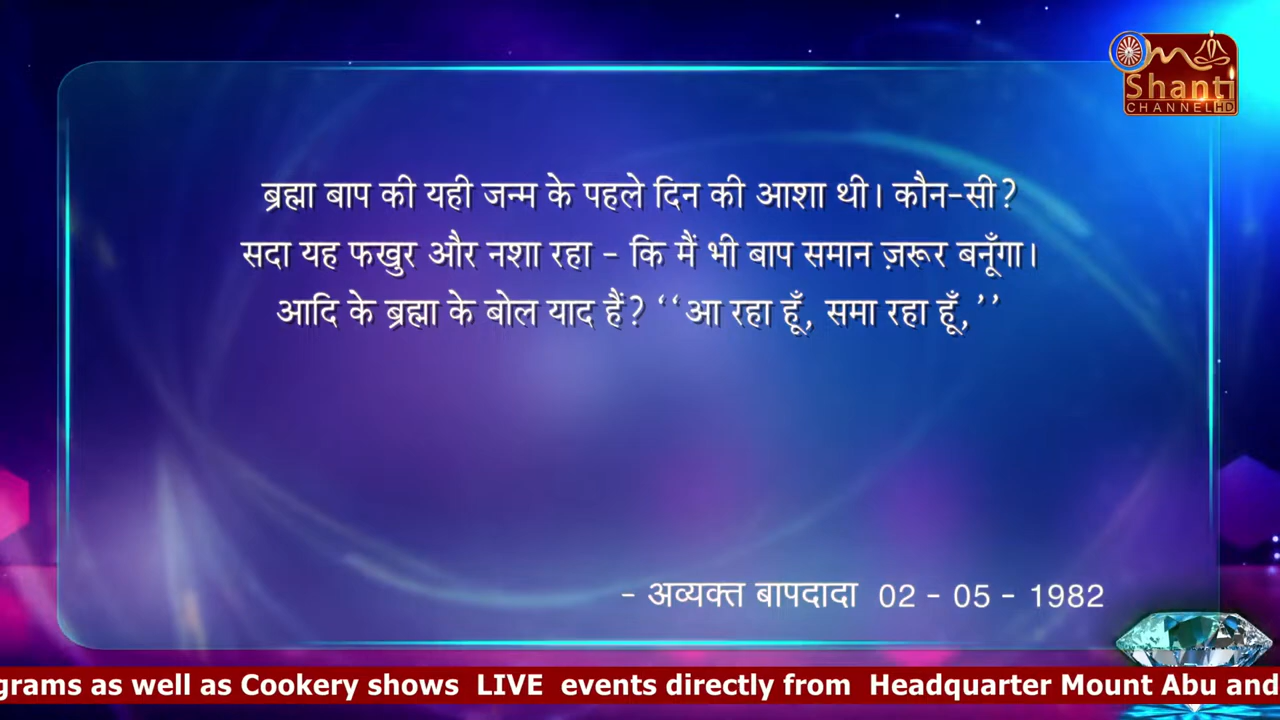 Om
Shanti
CHANNEL HD
ब्रह्मा बाप की यही जन्म के पहले दिन की आशा थी। कौन-सी?
सदा यह फखुर और नशा रहा - कि मैं भी बाप समान ज़रूर बनूँगा।
आदि के ब्रह्मा के बोल याद हैं? ‘‘आ रहा हूँ, समा रहा हूँ,’’
- अव्यक्त बापदादा 02 - 05 - 1982
grams as well as Cookery shows LIVE events directly from Headquarter Mount Abu and